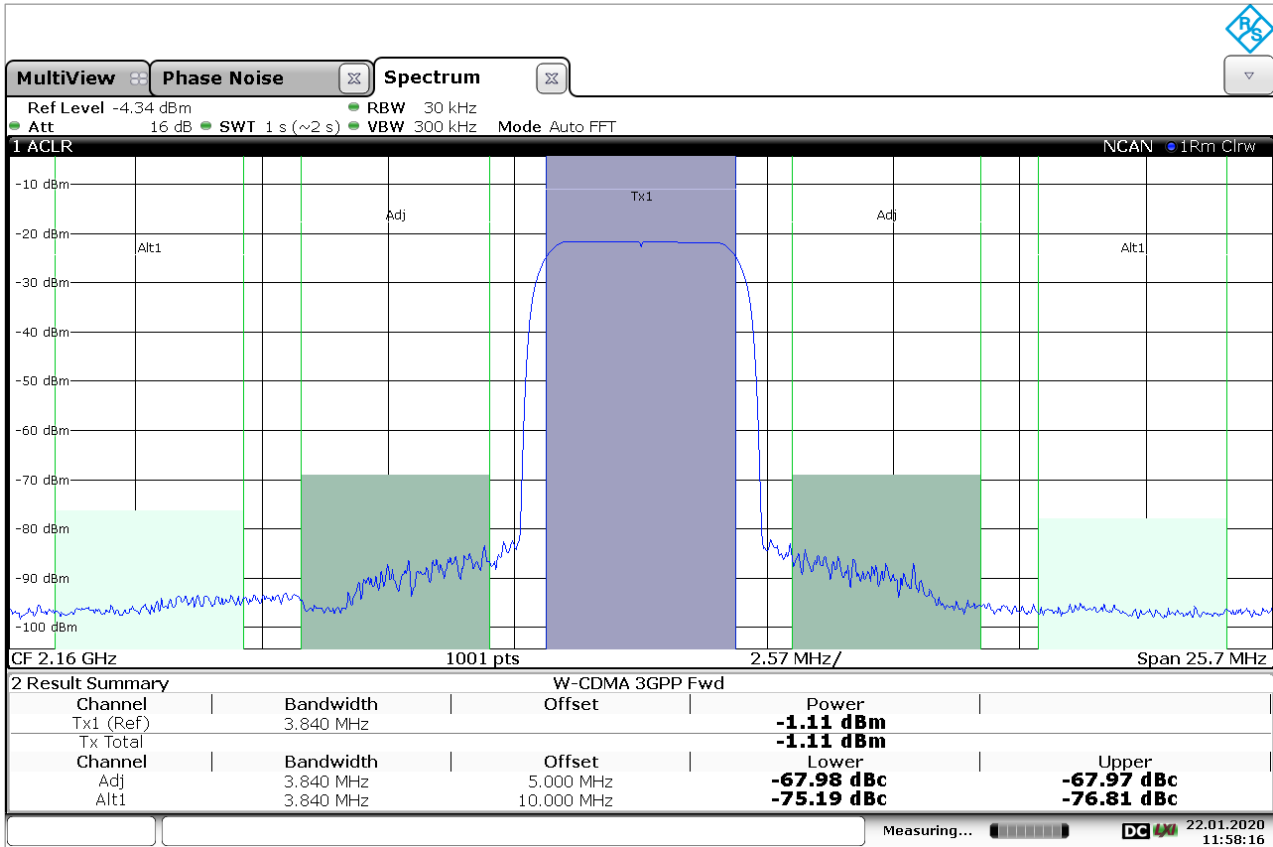 R&S
MultiView Phase Noise Spectrum
Ref Level -4.34 dBm RBW 30 kHz
Att 16 dB SWT 1 s (~2 s) VBW 300 kHz Mode Auto FFT
1 ACLR NCAN 1Rm Clrw
-10 dBm
Tx1
Adj Adj
-20 dBm
Alt1 Alt1
-30 dBm
-40 dBm
-50 dBm
-60 dBm
-70 dBm
-80 dBm
-90 dBm
-100 dBm
CF 2.16 GHz 1001 pts 2.57 MHz/ Span 25.7 MHz
2 Result Summary W-CDMA 3GPP Fwd
Channel Bandwidth Offset Power
Tx1 (Ref) 3.840 MHz -1.11 dBm
Tx Total -1.11 dBm
Channel Bandwidth Offset Lower Upper
Adj 3.840 MHz 5.000 MHz -67.98 dBc -67.97 dBc
Alt1 3.840 MHz 10.000 MHz -75.19 dBc -76.81 dBc
Measuring... DC LXI 22.01.2020
11:58:16